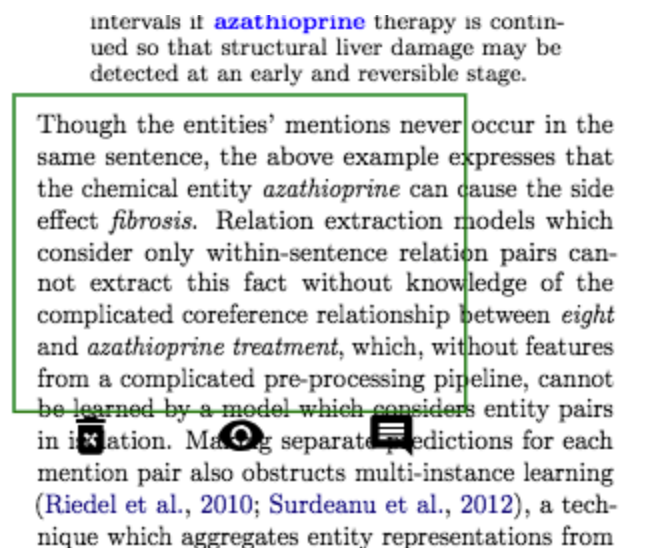 intervals if azathioprine therapy is contin-
ued so that structural liver damage may be
detected at an early and reversible stage.
Though the entities' mentions never occur in the
same sentence, the above example expresses that
the chemical entity azathioprine can cause the side
effect fibrosis. Relation extraction models which
consider only within-sentence relation pairs can-
not extract this fact without knowledge of the
complicated coreference relationship between eight
and azathioprine treatment, which, without features
from a complicated pre-processing pipeline, cannot
be learned by a model which considers entity pairs
in isolation. Making separate predictions for each
mention pair also obstructs multi-instance learning
(Riedel et al., 2010; Surdeanu et al., 2012), a tech-
nique which aggregates entity representations from